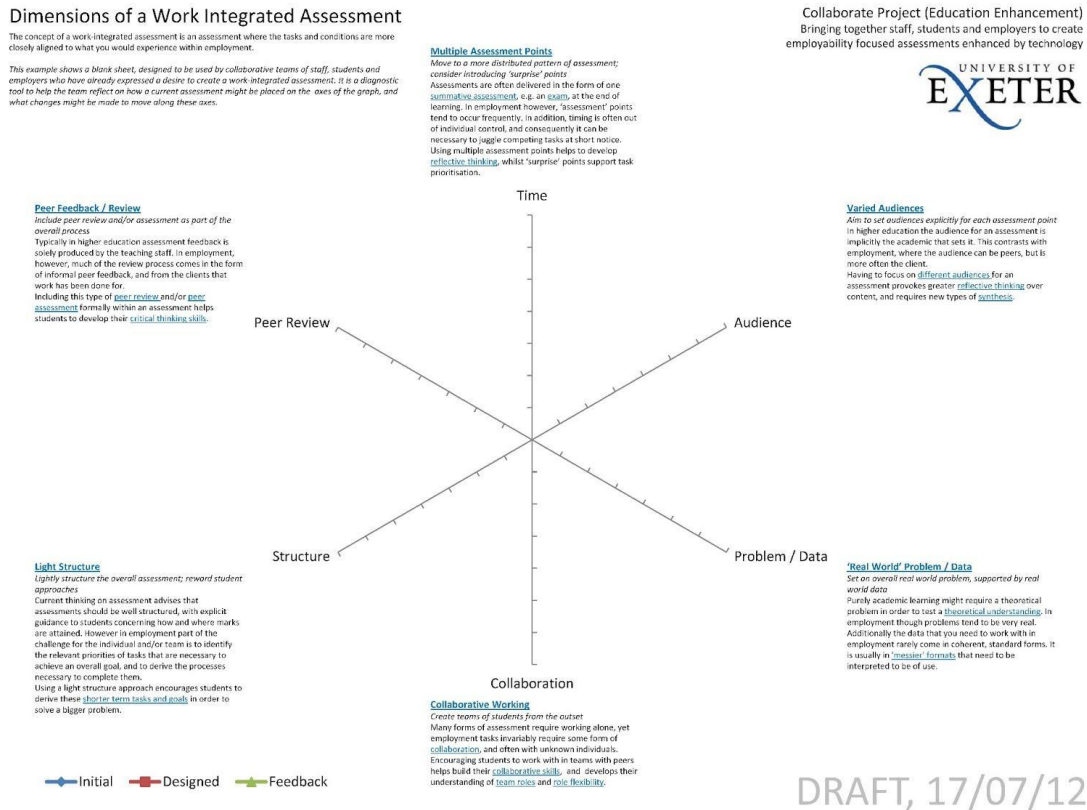 Dimensions of a Work Integrated Assessment
The concept of a work-integrated assessment is an assessment where the tasks and conditions are more
closely aligned to what you would experience within employment.
This example shows a blank sheet, designed to be used by collaborative teams of staff, students and
employers who have already expressed a desire to create a work-integrated assessment. It is a diagnostic
tool to help the team reflect on how a current assessment might be placed on the axes of the graph, and
what changes might be made to move along these axes.
Collaborate Project (Education Enhancement)
Bringing together staff, students and employers to create
employability focused assessments enhanced by technology
UNIVERSITY OF
EXETER
Multiple Assessment Points
Move to a more distributed pattern of assessment;
consider introducing 'surprise' points
Assessments are often delivered in the form of one
summative assessment, e.g. an exam, at the end of
learning. In employment however, 'assessment' points
tend to occur frequently. In addition, timing is often out
of individual control, and consequently it can be
necessary to juggle competing tasks at short notice.
Using multiple assessment points helps to develop
reflective thinking, whilst 'surprise' points support task
prioritisation.
Time
Peer Feedback / Review
Include peer review and/or assessment as part of the
overall process
Typically in higher education assessment feedback is
solely produced by the teaching staff. In employment,
however, much of the review process comes in the form
of informal peer feedback, and from the clients that
work has been done for.
Including this type of peer review and/or peer
assessment formally within an assessment helps
students to develop their critical thinking skills.
Varied Audiences
Aim to set audiences explicitly for each assessment point
In higher education the audience for an assessment is
implicitly the academic that sets it. This contrasts with
employment, where the audience can be peers, but is
more often the client.
Having to focus on different audiences for an
assessment provokes greater reflective thinking over
content, and requires new types of synthesis.
Peer Review
Audience
Structure
Problem / Data
Light Structure
Lightly structure the overall assessment; reward student
approaches
Current thinking on assessment advises that
assessments should be well structured, with explicit
guidance to students concerning how and where marks
are attained. However in employment part of the
challenge for the individual and/or team is to identify
the relevant priorities of tasks that are necessary to
achieve an overall goal, and to derive the processes
necessary to complete them.
Using a light structure approach encourages students to
derive these shorter term tasks and goals in order to
solve a bigger problem.
'Real World' Problem / Data
Set an overall real world problem, supported by real
world data
Purely academic learning might require a theoretical
problem in order to test a theoretical understanding. In
employment though problems tend to be very real.
Additionally the data that you need to work with in
employment rarely come in coherent, standard forms. It
is usually in 'messier' formats that need to be
interpreted to be of use.
Collaboration
Collaborative Working
Create teams of students from the outset
Many forms of assessment require working alone, yet
employment tasks invariably require some form of
collaboration, and often with unknown individuals.
Encouraging students to work with in teams with peers
helps build their collaborative skills, and develops their
understanding of team roles and role flexibility.
Initial Designed Feedback
DRAFT, 17/07/12